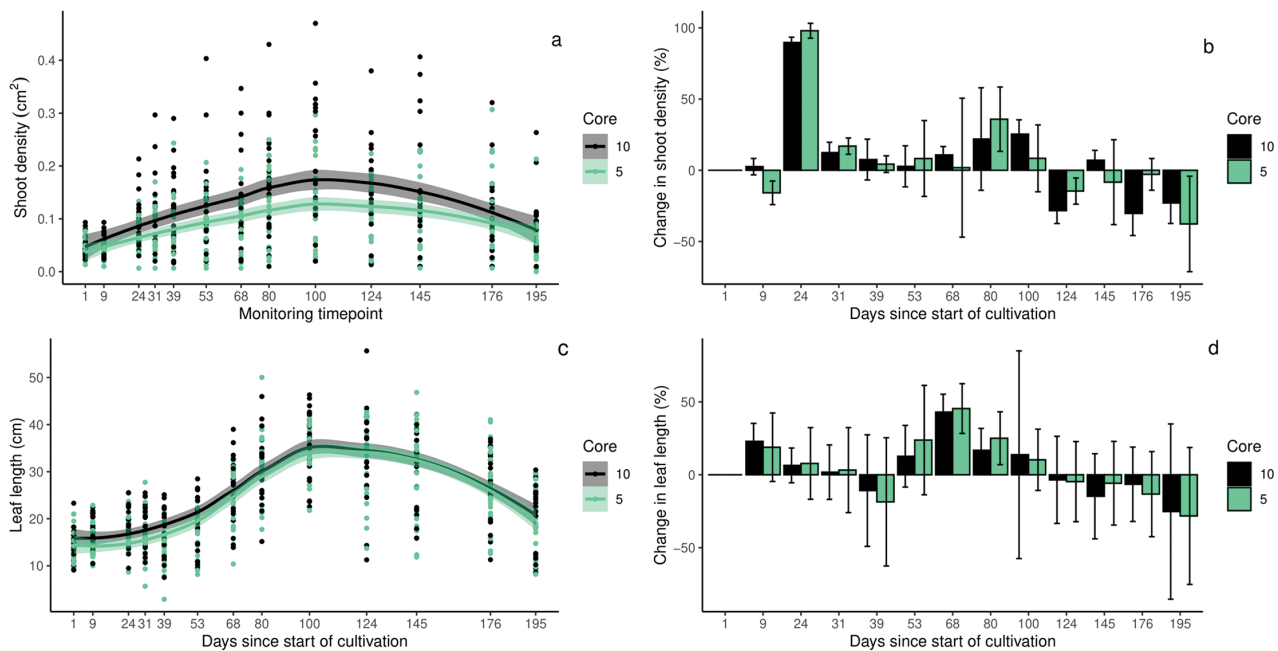 a
Shoot density (cm²)
0.4
0.3
0.2
0.1
0.0
1 9 24 31 39 53 68 80 100 124 145 176 195
Monitoring timepoint
Core
10
5
b
Change in shoot density (%)
100
50
0
−50
1 9 24 31 39 53 68 80 100 124 145 176 195
Days since start of cultivation
Core
10
5
c
Leaf length (cm)
50
40
30
20
10
1 9 24 31 39 53 68 80 100 124 145 176 195
Days since start of cultivation
Core
10
5
d
Change in leaf length (%)
50
0
−50
1 9 24 31 39 53 68 80 100 124 145 176 195
Days since start of cultivation
Core
10
5